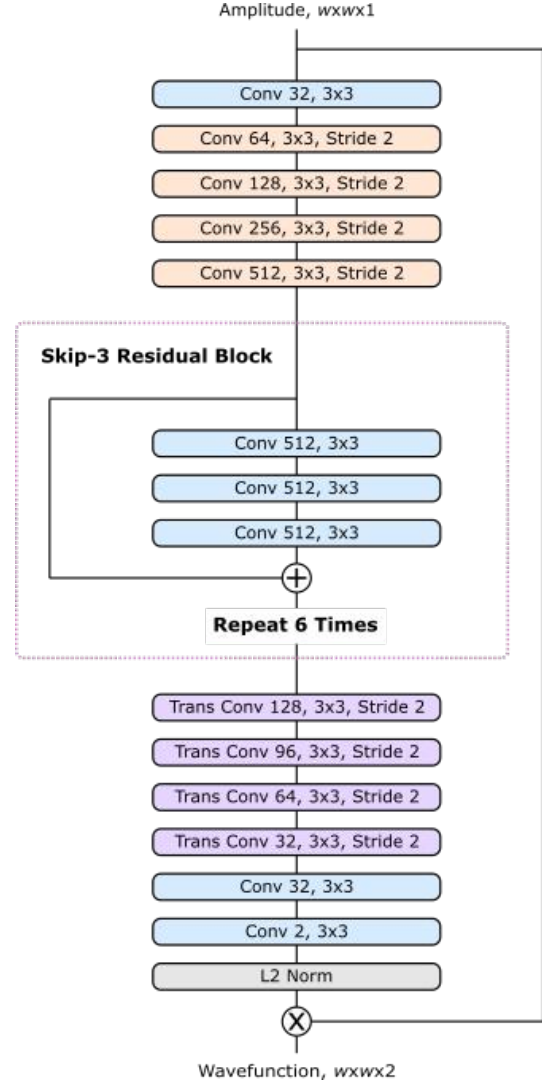 Amplitude, wxwx1
Conv 32, 3x3
Conv 64, 3x3, Stride 2
Conv 128, 3x3, Stride 2
Conv 256, 3x3, Stride 2
Conv 512, 3x3, Stride 2
Skip-3 Residual Block
Conv 512, 3x3
Conv 512, 3x3
Conv 512, 3x3
+
Repeat 6 Times
Trans Conv 128, 3x3, Stride 2
Trans Conv 96, 3x3, Stride 2
Trans Conv 64, 3x3, Stride 2
Trans Conv 32, 3x3, Stride 2
Conv 32, 3x3
Conv 2, 3x3
L2 Norm
x
Wavefunction, wxwx2